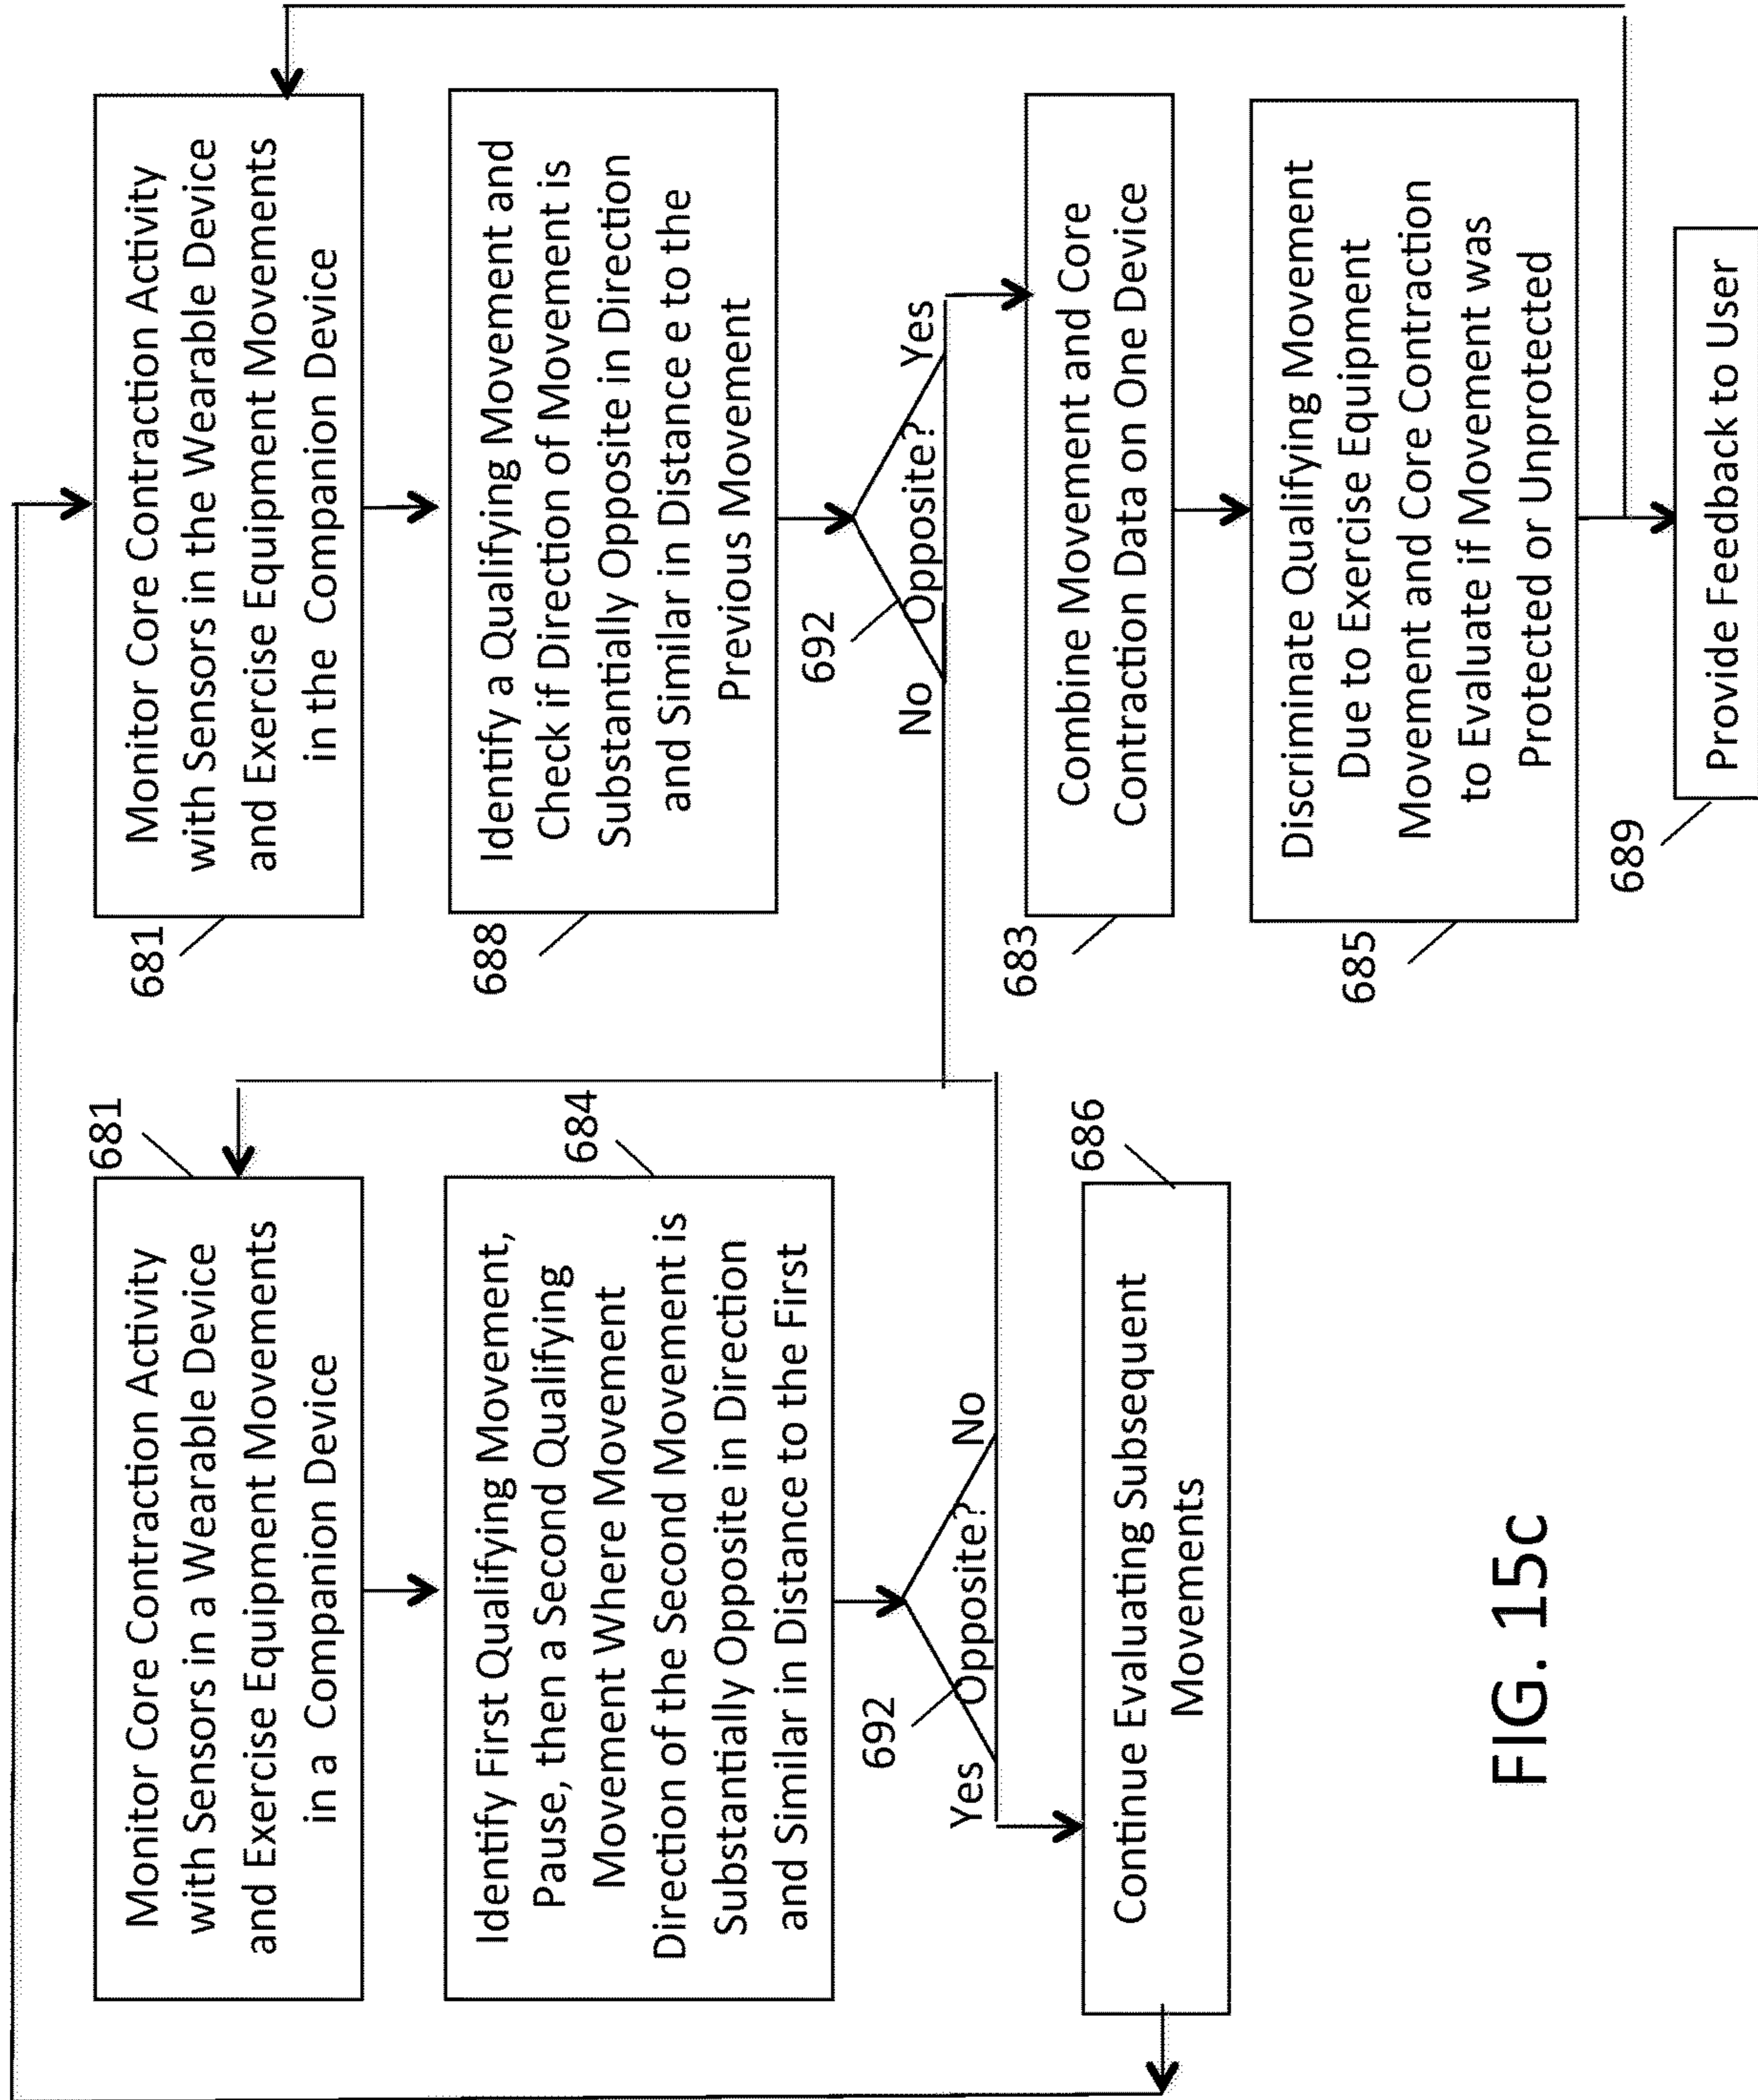 681
Monitor Core Contraction Activity
with Sensors in a Wearable Device
and Exercise Equipment Movements
in a Companion Device
684
Identify First Qualifying Movement,
Pause, then a Second Qualifying
Movement Where Movement
Direction of the Second Movement is
Substantially Opposite in Direction
and Similar in Distance to the First
692
Yes
Opposite?
No
686
Continue Evaluating Subsequent
Movements
681
Monitor Core Contraction Activity
with Sensors in the Wearable Device
and Exercise Equipment Movements
in the Companion Device
688
Identify a Qualifying Movement and
Check if Direction of Movement is
Substantially Opposite in Direction
and Similar in Distance e to the
Previous Movement
692
No
Opposite?
Yes
683
Combine Movement and Core
Contraction Data on One Device
685
Discriminate Qualifying Movement
Due to Exercise Equipment
Movement and Core Contraction
to Evaluate if Movement was
Protected or Unprotected
689
Provide Feedback to User
FIG. 15c